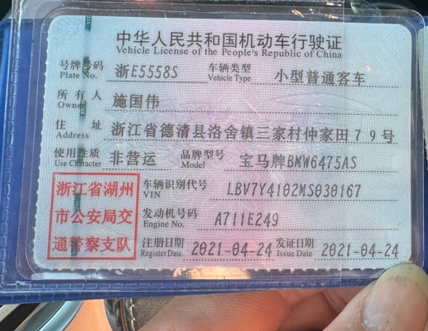 中华人民共和国机动车行驶证
Vehicle License of the People's Republic of China
号牌号码 浙E5558S 车辆类型 小型普通客车
Plate No. Vehicle Type
所有人 施国伟
Owner
住址 浙江省德清县洛舍镇三家村仲家田79号
Address
使用性质 非营运 品牌型号 宝马牌BMW6475AS
Use Character Model
浙江省湖州
市公安局交
通警察支队
车辆识别代号 LBV7Y4102MS030167
VIN
发动机号码 A711E249
Engine No.
注册日期 2021-04-24 发证日期 2021-04-24
Register Date Issue Date